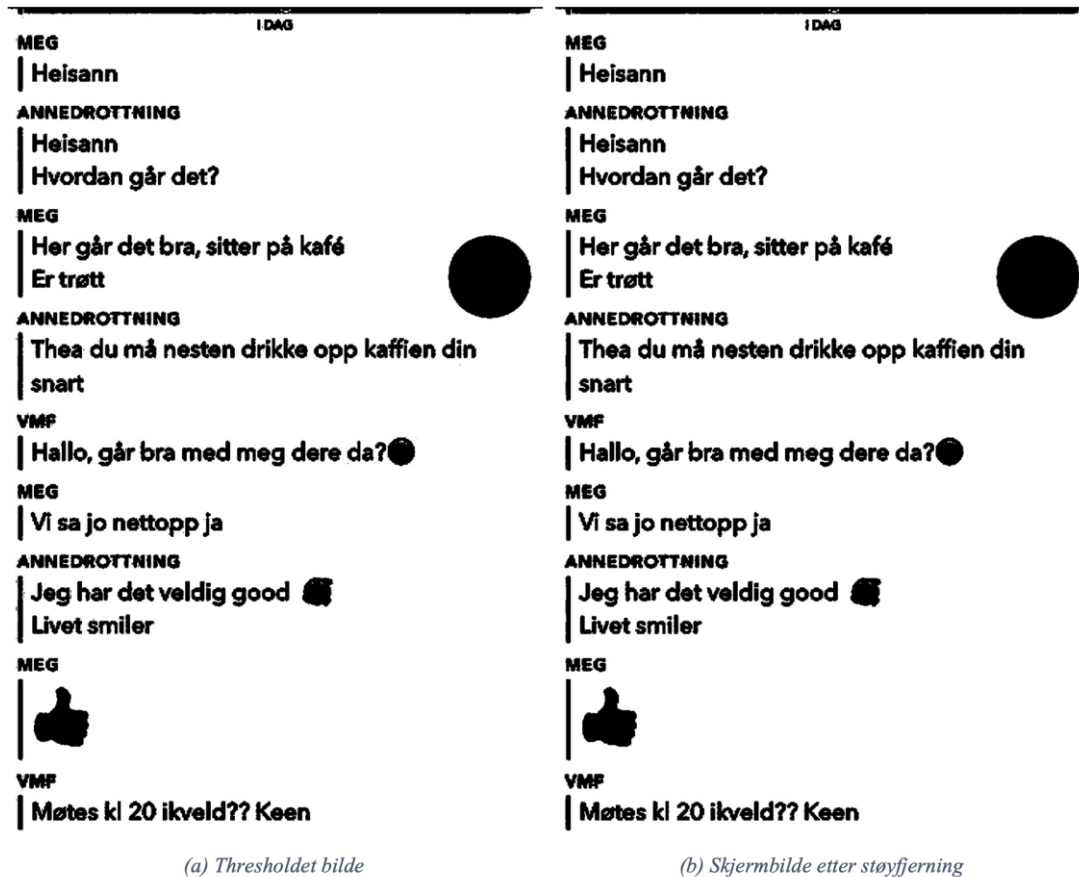 I DAG
MEG
Heisann
ANNEDROTTNING
Heisann
Hvordan går det?
MEG
Her går det bra, sitter på kafé
Er trøtt
ANNEDROTTNING
Thea du må nesten drikke opp kaffien din
snart
VMF
Hallo, går bra med meg dere da?
MEG
Vi sa jo nettopp ja
ANNEDROTTNING
Jeg har det veldig good
Livet smiler
MEG
VMF
Møtes kl 20 ikveld?? Keen
(a) Thresholdet bilde
I DAG
MEG
Heisann
ANNEDROTTNING
Heisann
Hvordan går det?
MEG
Her går det bra, sitter på kafé
Er trøtt
ANNEDROTTNING
Thea du må nesten drikke opp kaffien din
snart
VMF
Hallo, går bra med meg dere da?
MEG
Vi sa jo nettopp ja
ANNEDROTTNING
Jeg har det veldig good
Livet smiler
MEG
VMF
Møtes kl 20 ikveld?? Keen
(b) Skjermbilde etter støyfjerning